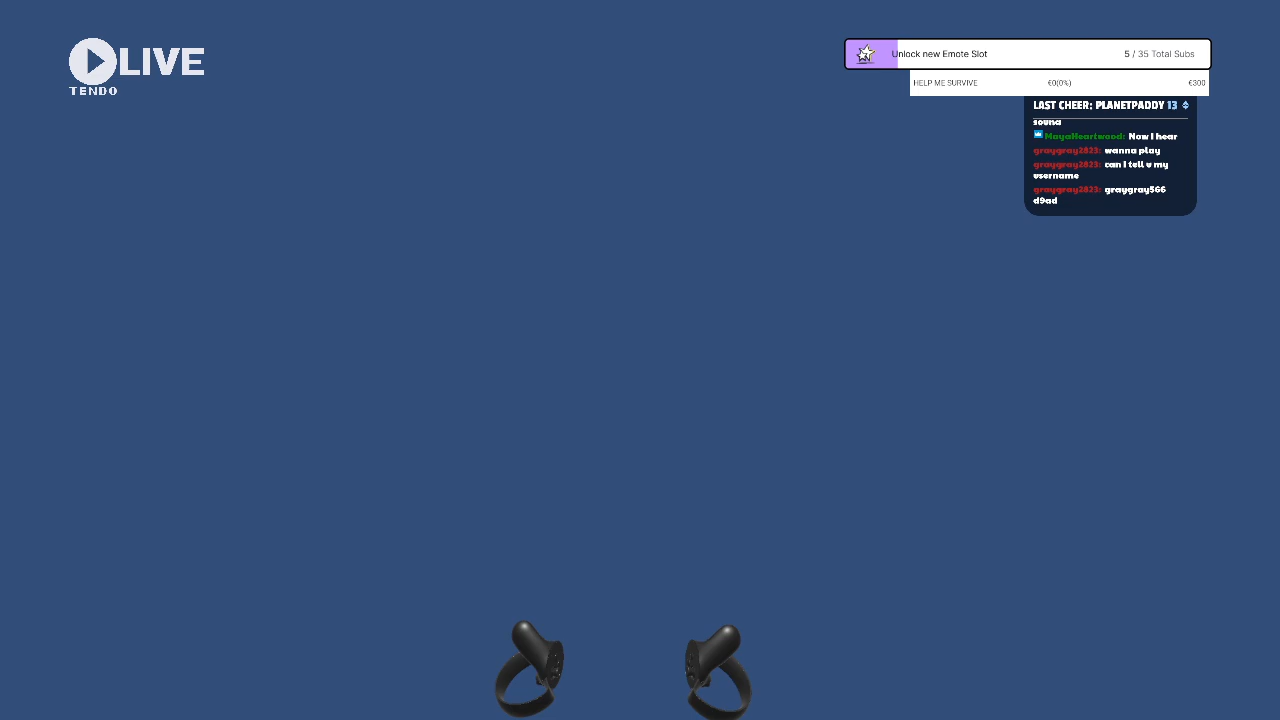 LIVE
TENDO
Unlock new Emote Slot 5 / 35 Total Subs
HELP ME SURVIVE €0(0%) €300
LAST CHEER: PLANETPADDY 13
sound
MayaHeartwood: Now I hear
graygray2823: wanna play
graygray2823: can I tell u my
username
graygray2823: graygray566
d9ad